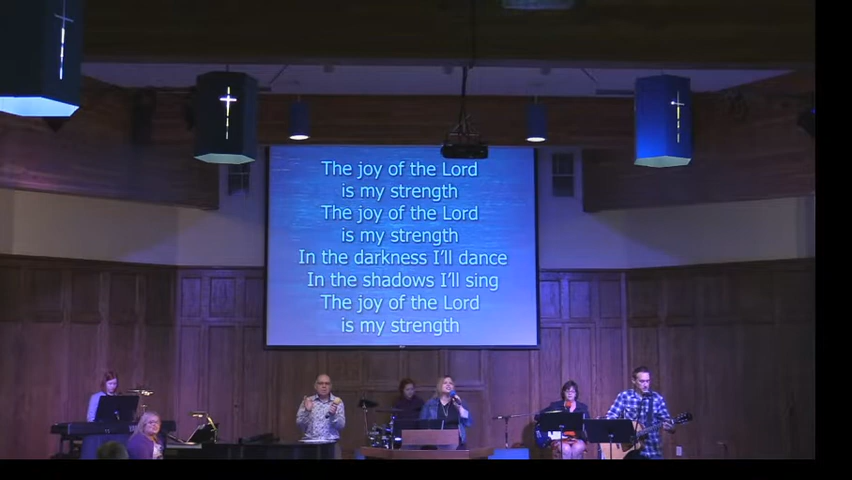 The joy of the Lord
is my strength
The joy of the Lord
is my strength
In the darkness I'll dance
In the shadows I'll sing
The joy of the Lord
is my strength